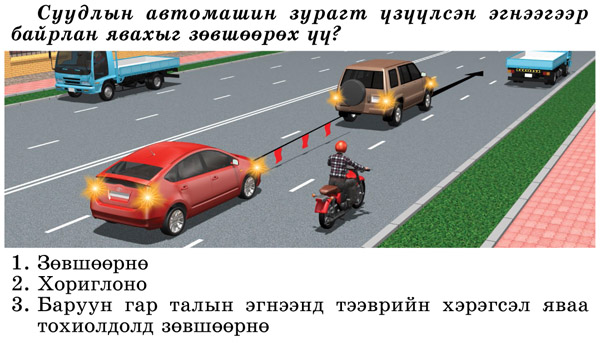 Суудлын автомашин зурагт үзүүлсэн эгнээгээр
байрлан явахыг зөвшөөрөх үү?
1. Зөвшөөрнө
2. Хориглоно
3. Баруун гар талын эгнээнд тээврийн хэрэгсэл яваа
тохиолдолд зөвшөөрнө